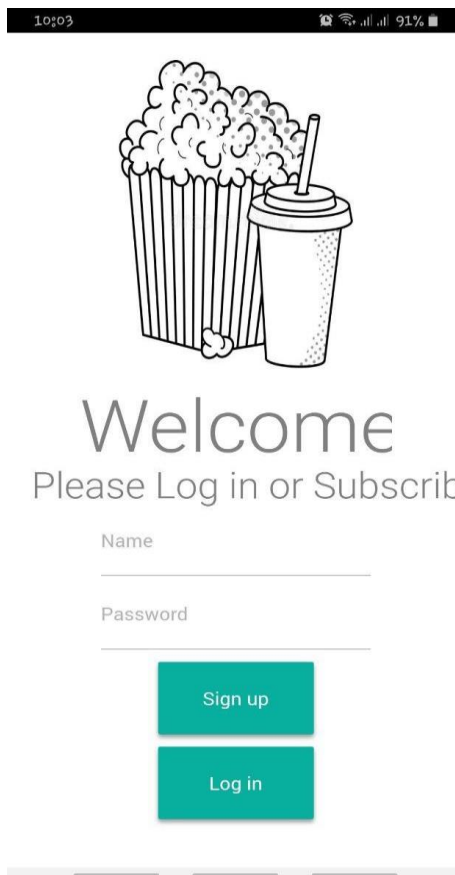 10:03 91%
Welcome
Please Log in or Subscrib
Name
Password
Sign up
Log in